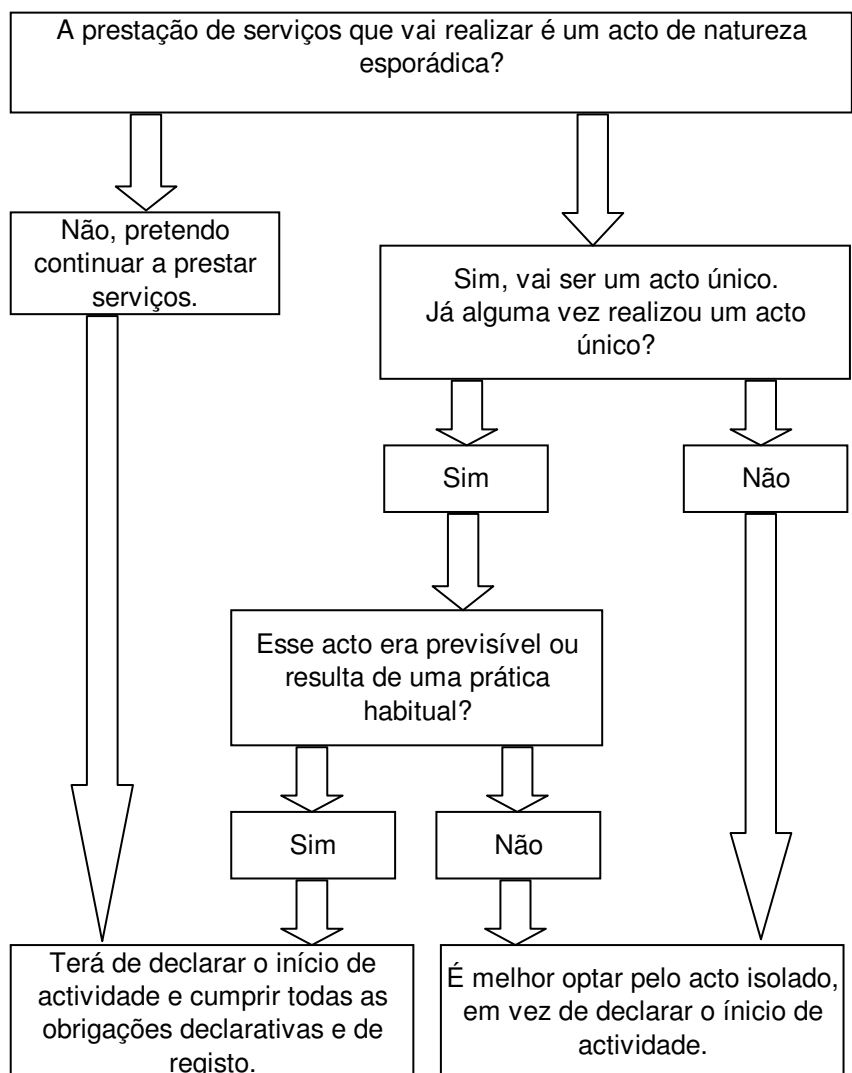 A prestação de serviços que vai realizar é um acto de natureza
esporádica?
Não, pretendo
continuar a prestar
serviços.
Sim, vai ser um acto único.
Já alguma vez realizou um acto
único?
Sim
Não
Esse acto era previsível ou
resulta de uma prática
habitual?
Sim
Não
Terá de declarar o início de
actividade e cumprir todas as
obrigações declarativas e de
registo.
É melhor optar pelo acto isolado,
em vez de declarar o ínicio de
actividade.